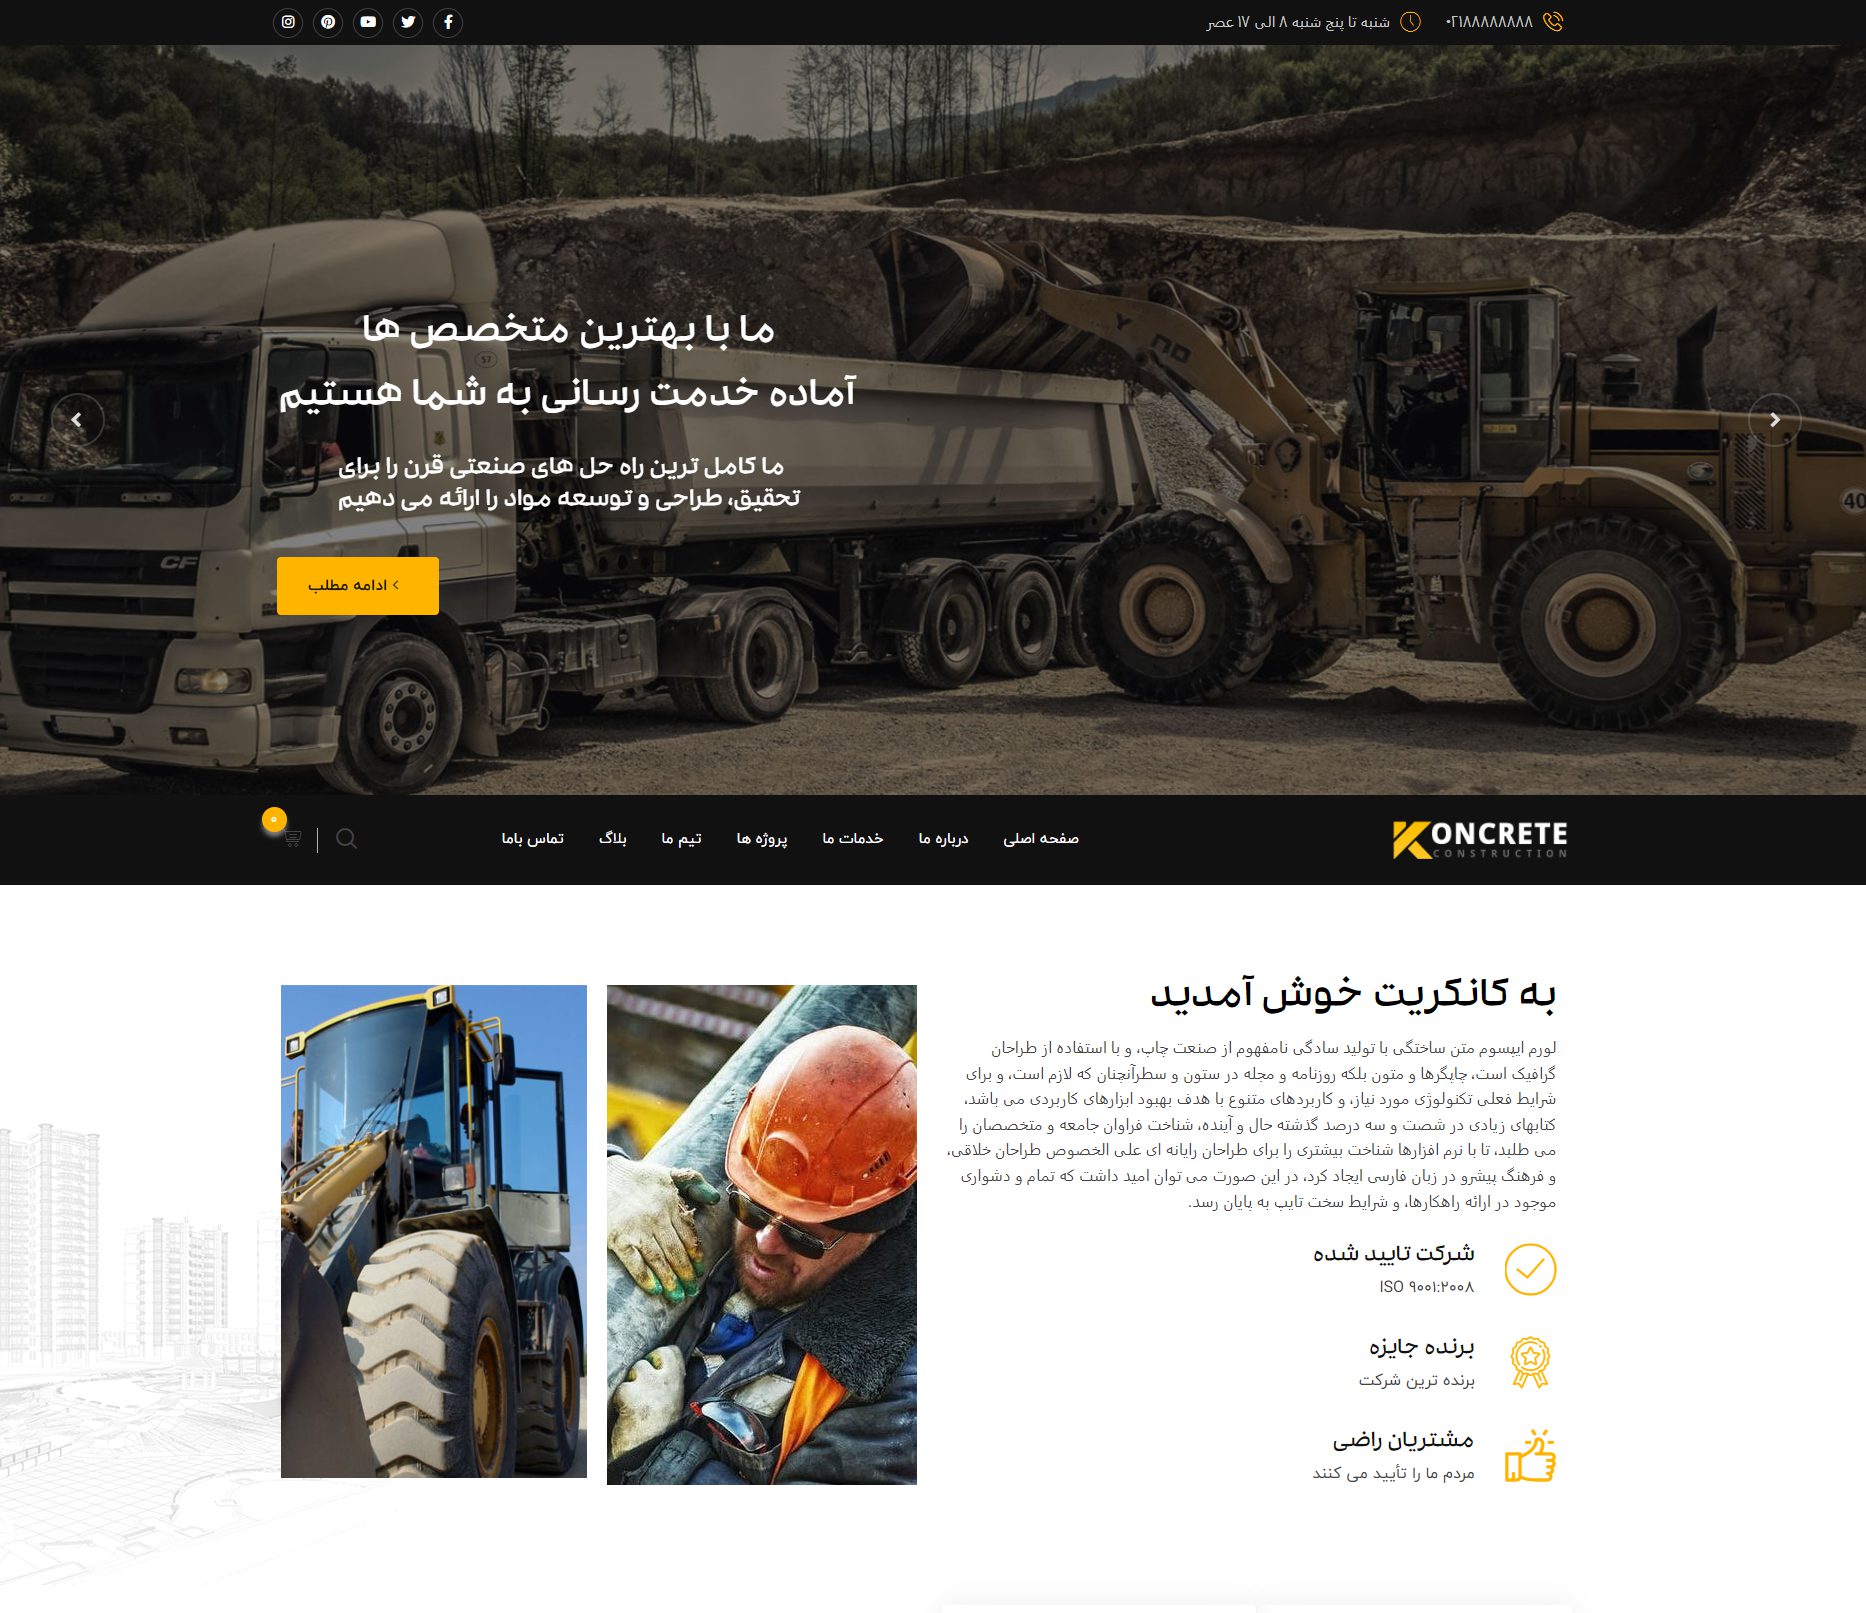 ۰۲۱۸۸۸۸۸۸۸۸
شنبه تا پنج شنبه ۸ الی ۱۷ عصر
ما با بهترین متخصص ها
آماده خدمت رسانی به شما هستیم
ما کامل ترین راه حل های صنعتی قرن را برای
تحقیق، طراحی و توسعه مواد را ارائه می دهیم
ادامه مطلب
CF
57
40
KONCRETE
CONSTRUCTION
صفحه اصلی
درباره ما
خدمات ما
پروژه ها
تیم ما
بلاگ
تماس باما
۰
به کانکریت خوش آمدید
لورم ایپسوم متن ساختگی با تولید سادگی نامفهوم از صنعت چاپ، و با استفاده از طراحان
گرافیک است، چاپگرها و متون بلکه روزنامه و مجله در ستون و سطرآنچنان که لازم است، و برای
شرایط فعلی تکنولوژی مورد نیاز، و کاربردهای متنوع با هدف بهبود ابزارهای کاربردی می باشد،
کتابهای زیادی در شصت و سه درصد گذشته حال و آینده، شناخت فراوان جامعه و متخصصان را
می طلبد، تا با نرم افزارها شناخت بیشتری را برای طراحان رایانه ای علی الخصوص طراحان خلاقی،
و فرهنگ پیشرو در زبان فارسی ایجاد کرد، در این صورت می توان امید داشت که تمام و دشواری
موجود در ارائه راهکارها، و شرایط سخت تایپ به پایان رسد.
شرکت تایید شده
ISO ۹۰۰۱:۲۰۰۸
برنده جایزه
برنده ترین شرکت
مشتریان راضی
مردم ما را تأیید می کنند